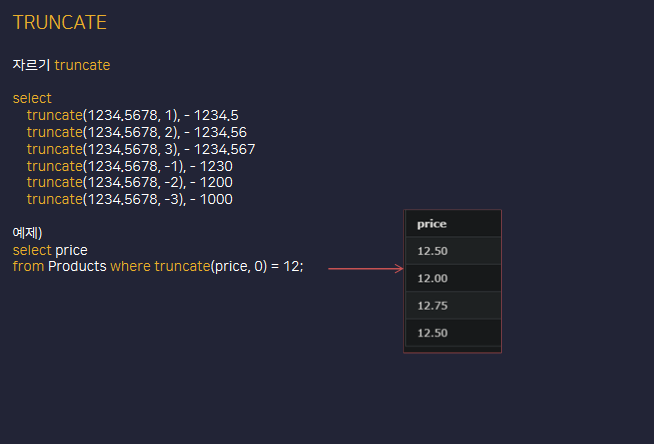 TRUNCATE
자르기 truncate
select
truncate(1234.5678, 1), - 1234.5
truncate(1234.5678, 2), - 1234.56
truncate(1234.5678, 3), - 1234.567
truncate(1234.5678, -1), - 1230
truncate(1234.5678, -2), - 1200
truncate(1234.5678, -3), - 1000
예제)
select price
from Products where truncate(price, 0) = 12;
price
12.50
12.00
12.75
12.50